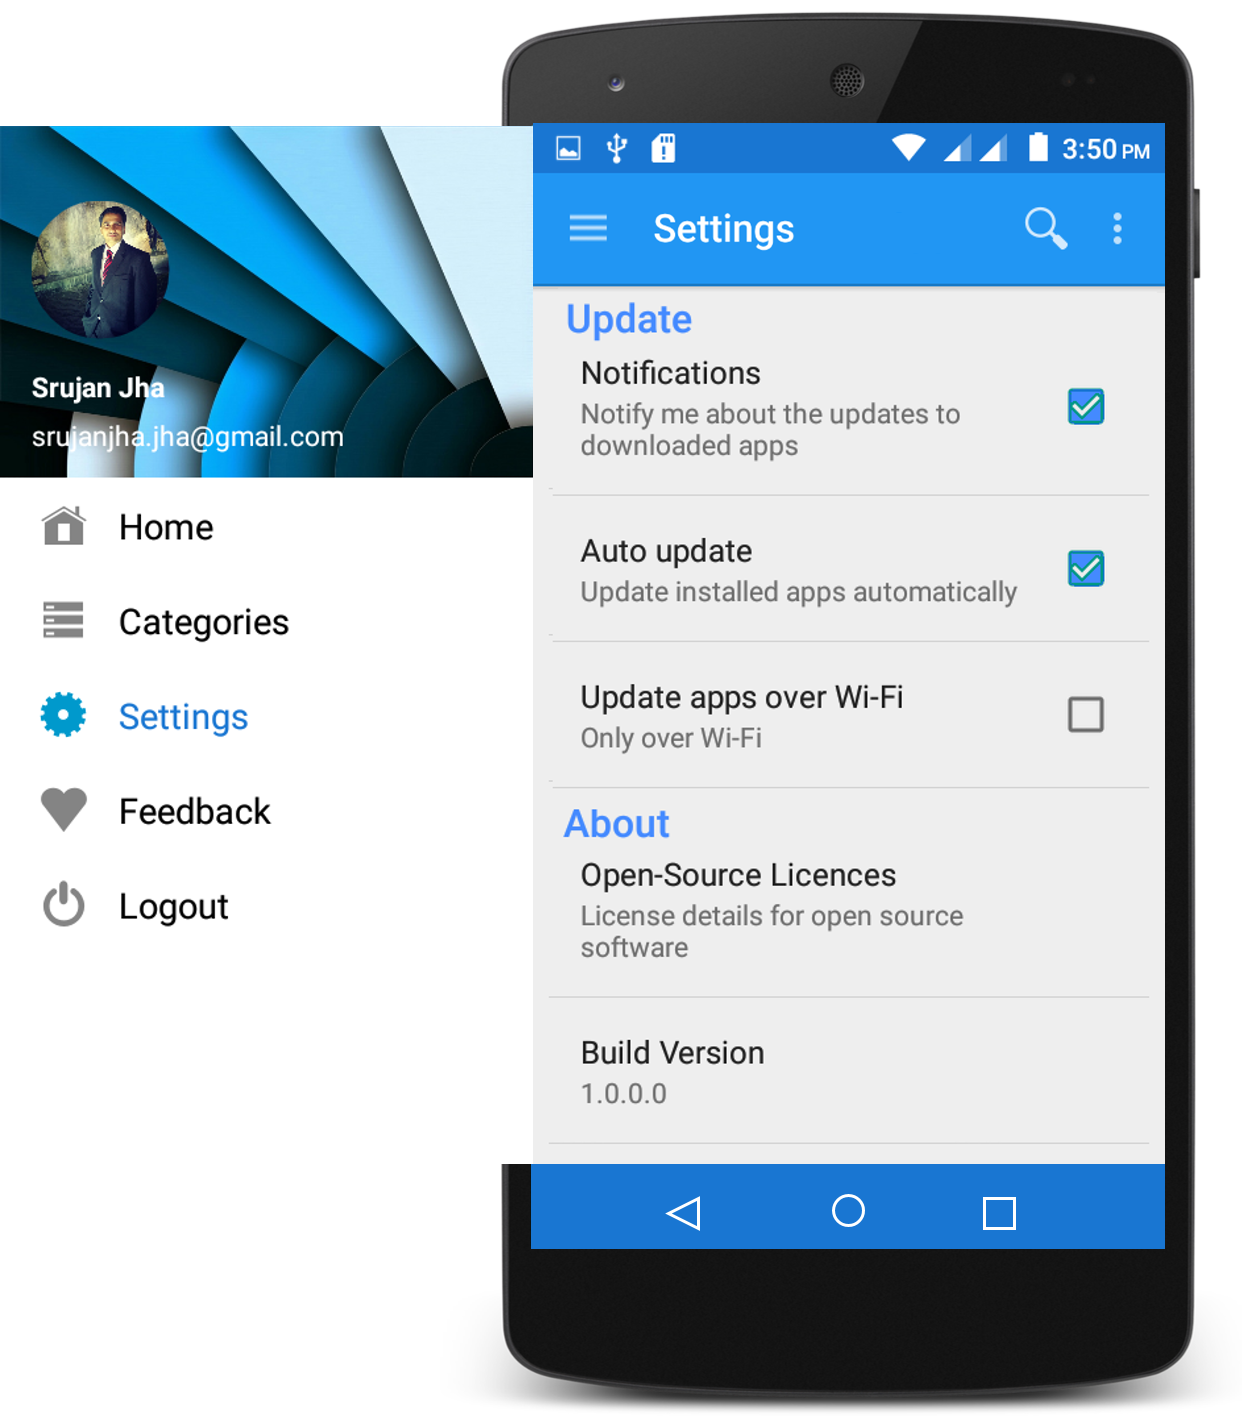 Srujan Jha
srujanjha.jha@gmail.com
Home
Categories
Settings
Feedback
Logout
3:50 PM
Settings
Update
Notifications
Notify me about the updates to
downloaded apps
Auto update
Update installed apps automatically
Update apps over Wi-Fi
Only over Wi-Fi
About
Open-Source Licences
License details for open source
software
Build Version
1.0.0.0